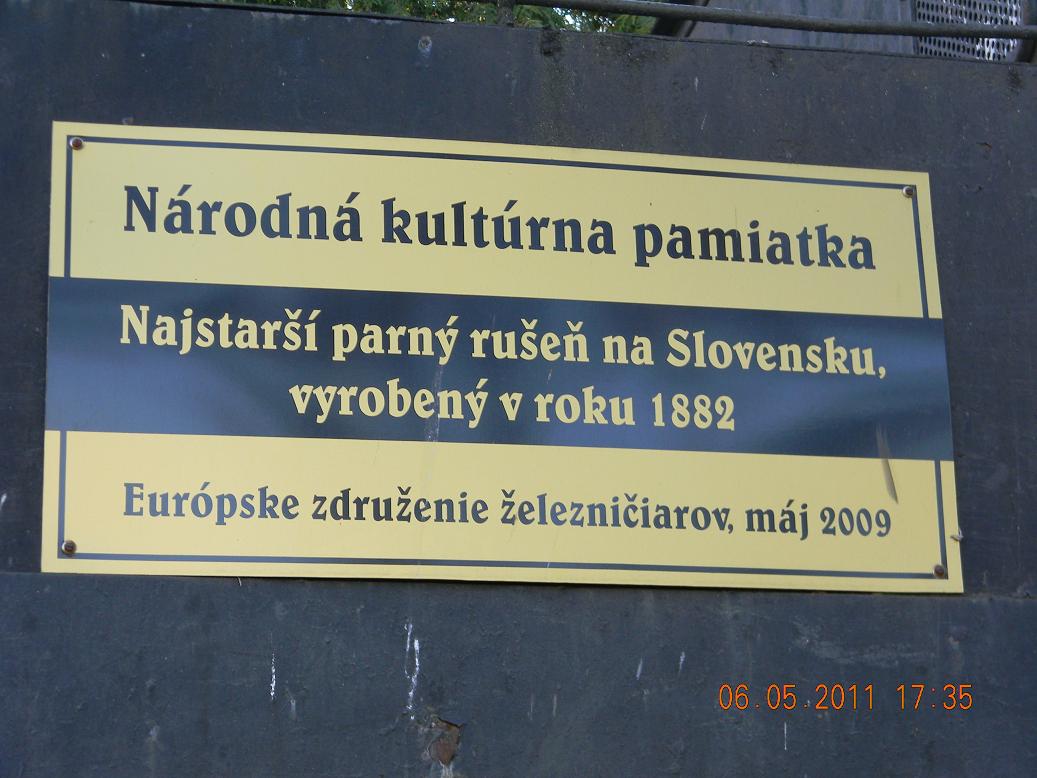 Národná kultúrna pamiatka
Najstarší parný rušeň na Slovensku,
vyrobený v roku 1882
Európske združenie železničiarov, máj 2009
06.05.2011 17:35